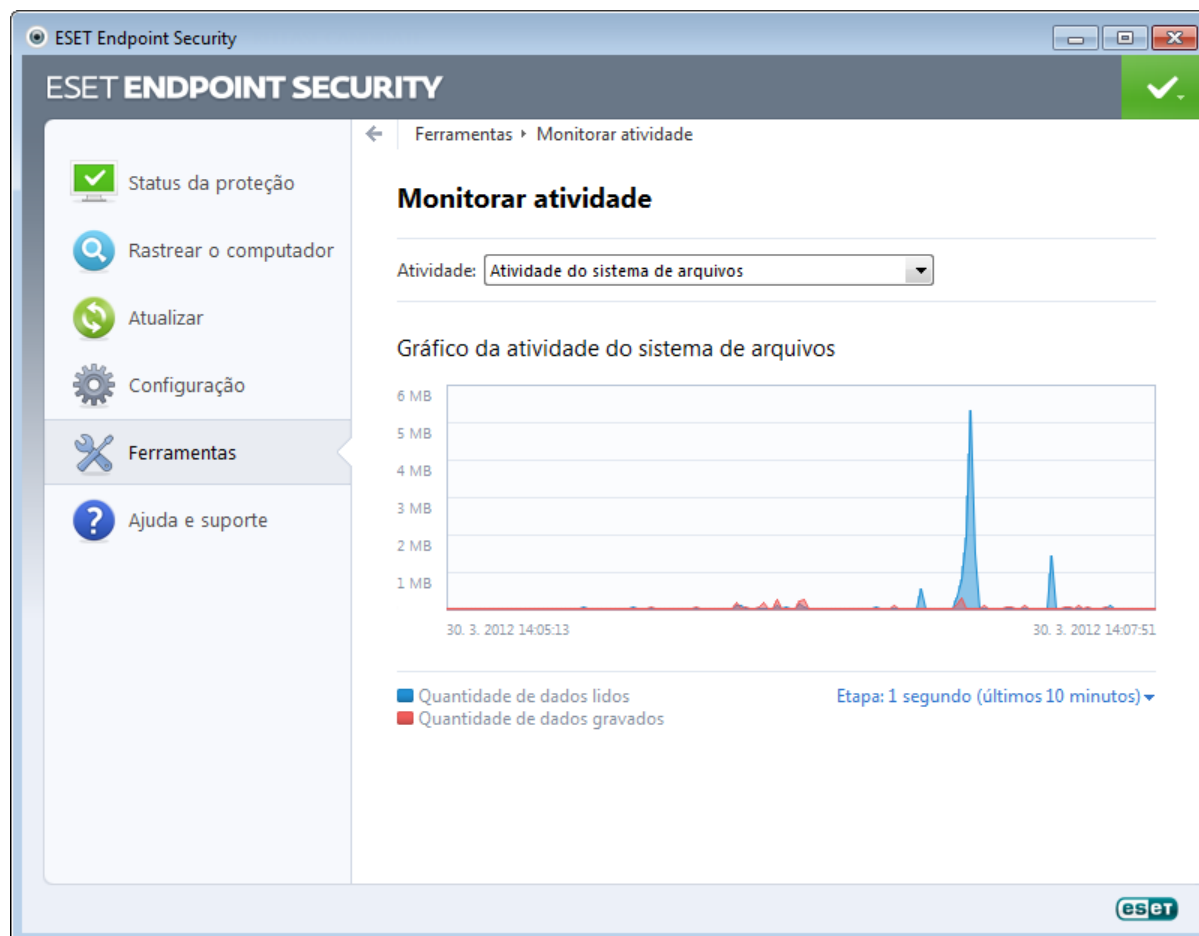 ESET Endpoint Security
ESET ENDPOINT SECURITY
Ferramentas ‣ Monitorar atividade
Status da proteção
Rastrear o computador
Atualizar
Configuração
Ferramentas
Ajuda e suporte
Monitorar atividade
Atividade: Atividade do sistema de arquivos
Gráfico da atividade do sistema de arquivos
6 MB
5 MB
4 MB
3 MB
2 MB
1 MB
30. 3. 2012 14:05:13 30. 3. 2012 14:07:51
Quantidade de dados lidos Etapa: 1 segundo (últimos 10 minutos)
Quantidade de dados gravados
eset